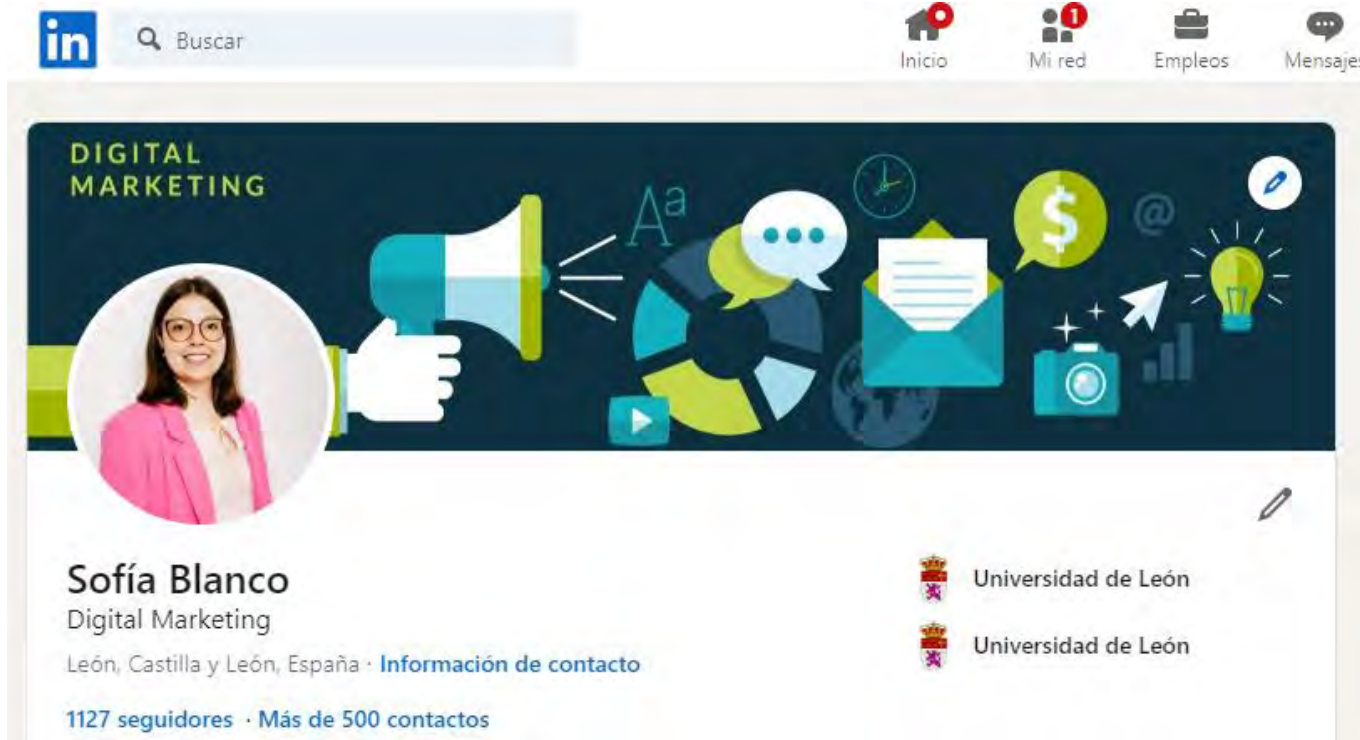 in
Buscar
1
Inicio
Mi red
Empleos
Mensajes
DIGITAL
MARKETING
Aa
$
@
Sofía Blanco
Digital Marketing
León, Castilla y León, España · Información de contacto
1127 seguidores · Más de 500 contactos
Universidad de León
Universidad de León